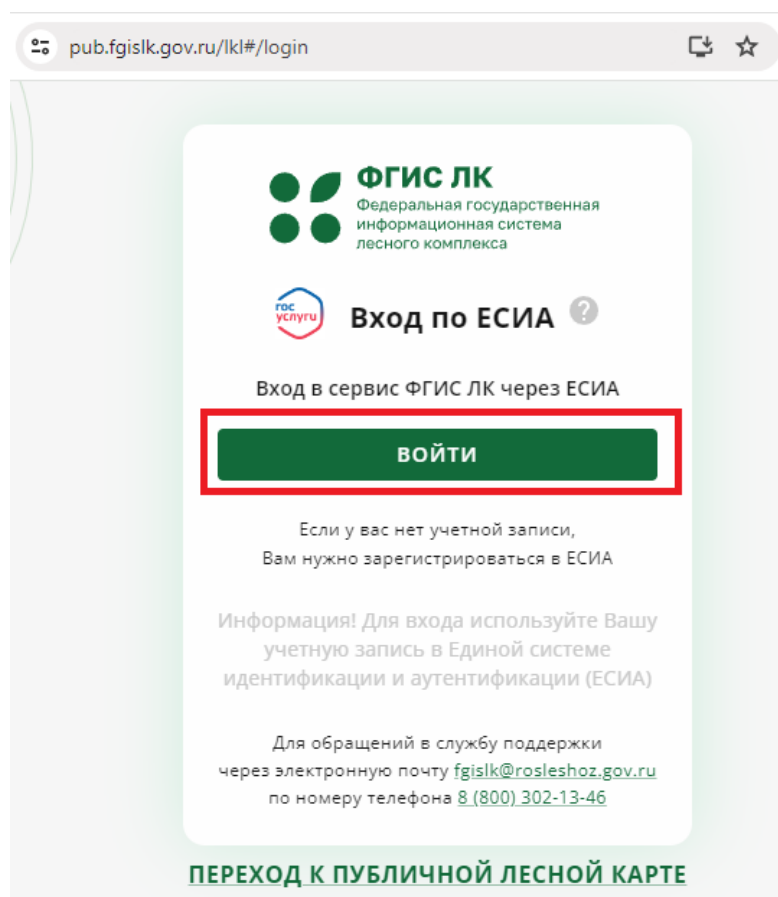 pub.fgislk.gov.ru/lkl#/login
ФГИС ЛК
Федеральная государственная
информационная система
лесного комплекса
гос
услуги
Вход по ЕСИА ?
Вход в сервис ФГИС ЛК через ЕСИА
ВОЙТИ
Если у вас нет учетной записи,
Вам нужно зарегистрироваться в ЕСИА
Информация! Для входа используйте Вашу
учетную запись в Единой системе
идентификации и аутентификации (ЕСИА)
Для обращений в службу поддержки
через электронную почту fgislk@rosleshoz.gov.ru
по номеру телефона 8 (800) 302-13-46
ПЕРЕХОД К ПУБЛИЧНОЙ ЛЕСНОЙ КАРТЕ